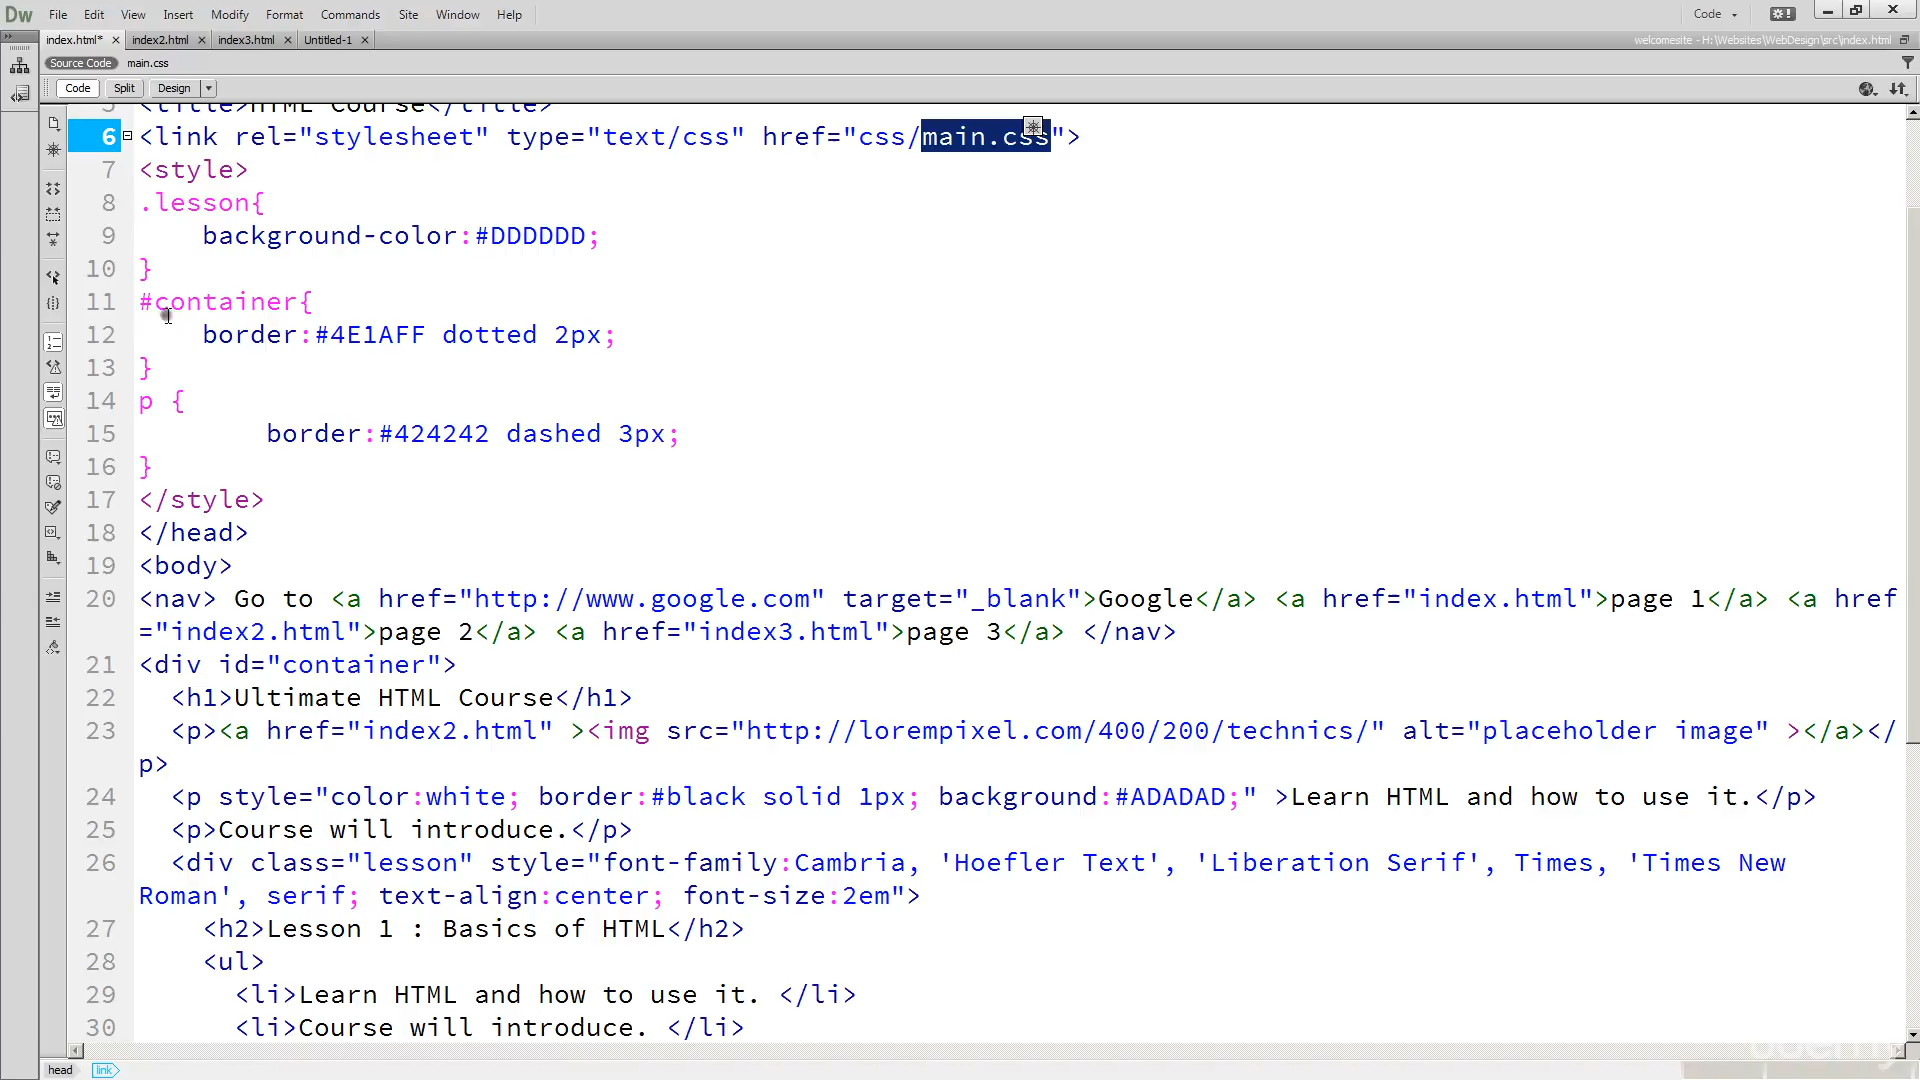 Dw File Edit View Insert Modify Format Commands Site Window Help Code
index.html* index2.html index3.html Untitled-1 welcomesite - H:\Websites\WebDesign\src\index.html
Source Code main.css
Code Split Design
5 <title>HTML Course</title>
6 <link rel="stylesheet" type="text/css" href="css/main.css">
7 <style>
8 .lesson{
9 background-color:#DDDDDD;
10 }
11 #container{
12 border:#4E1AFF dotted 2px;
13 }
14 p {
15 border:#424242 dashed 3px;
16 }
17 </style>
18 </head>
19 <body>
20 <nav> Go to <a href="http://www.google.com" target="_blank">Google</a> <a href="index.html">page 1</a> <a href
="index2.html">page 2</a> <a href="index3.html">page 3</a> </nav>
21 <div id="container">
22 <h1>Ultimate HTML Course</h1>
23 <p><a href="index2.html" ><img src="http://lorempixel.com/400/200/technics/" alt="placeholder image" ></a></
p>
24 <p style="color:white; border:#black solid 1px; background:#ADADAD;" >Learn HTML and how to use it.</p>
25 <p>Course will introduce.</p>
26 <div class="lesson" style="font-family:Cambria, 'Hoefler Text', 'Liberation Serif', Times, 'Times New
Roman', serif; text-align:center; font-size:2em">
27 <h2>Lesson 1 : Basics of HTML</h2>
28 <ul>
29 <li>Learn HTML and how to use it. </li>
30 <li>Course will introduce. </li>
head link